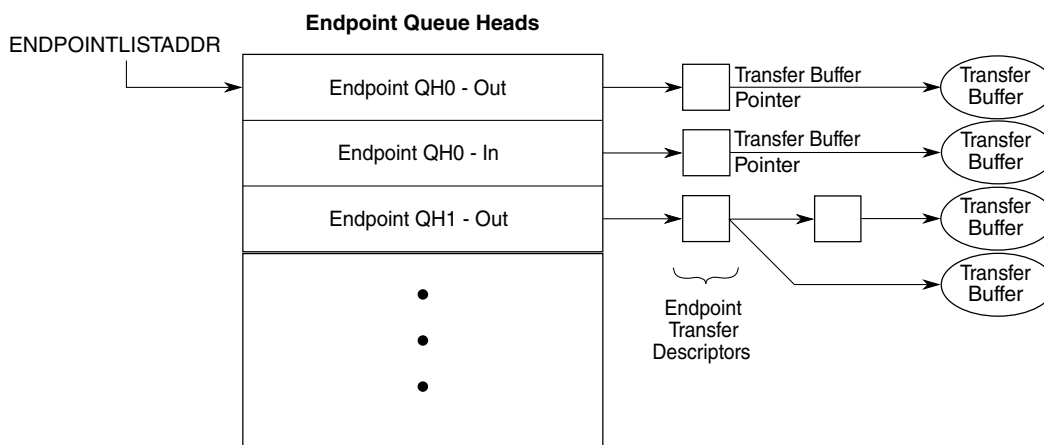 Endpoint Queue Heads
ENDPOINTLISTADDR
Endpoint QH0 - Out
Transfer Buffer
Pointer
Transfer
Buffer
Endpoint QH0 - In
Transfer Buffer
Pointer
Transfer
Buffer
Endpoint QH1 - Out
Transfer
Buffer
Transfer
Buffer
Endpoint
Transfer
Descriptors